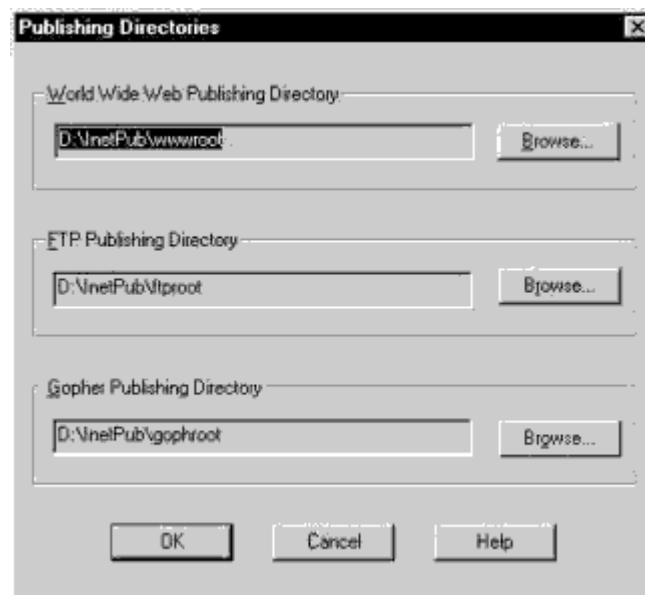 Publishing Directories
World Wide Web Publishing Directory
D:\InetPub\wwwroot
Browse...
FTP Publishing Directory
D:\InetPub\ftproot
Browse...
Gopher Publishing Directory
D:\InetPub\gophroot
Browse...
OK Cancel Help